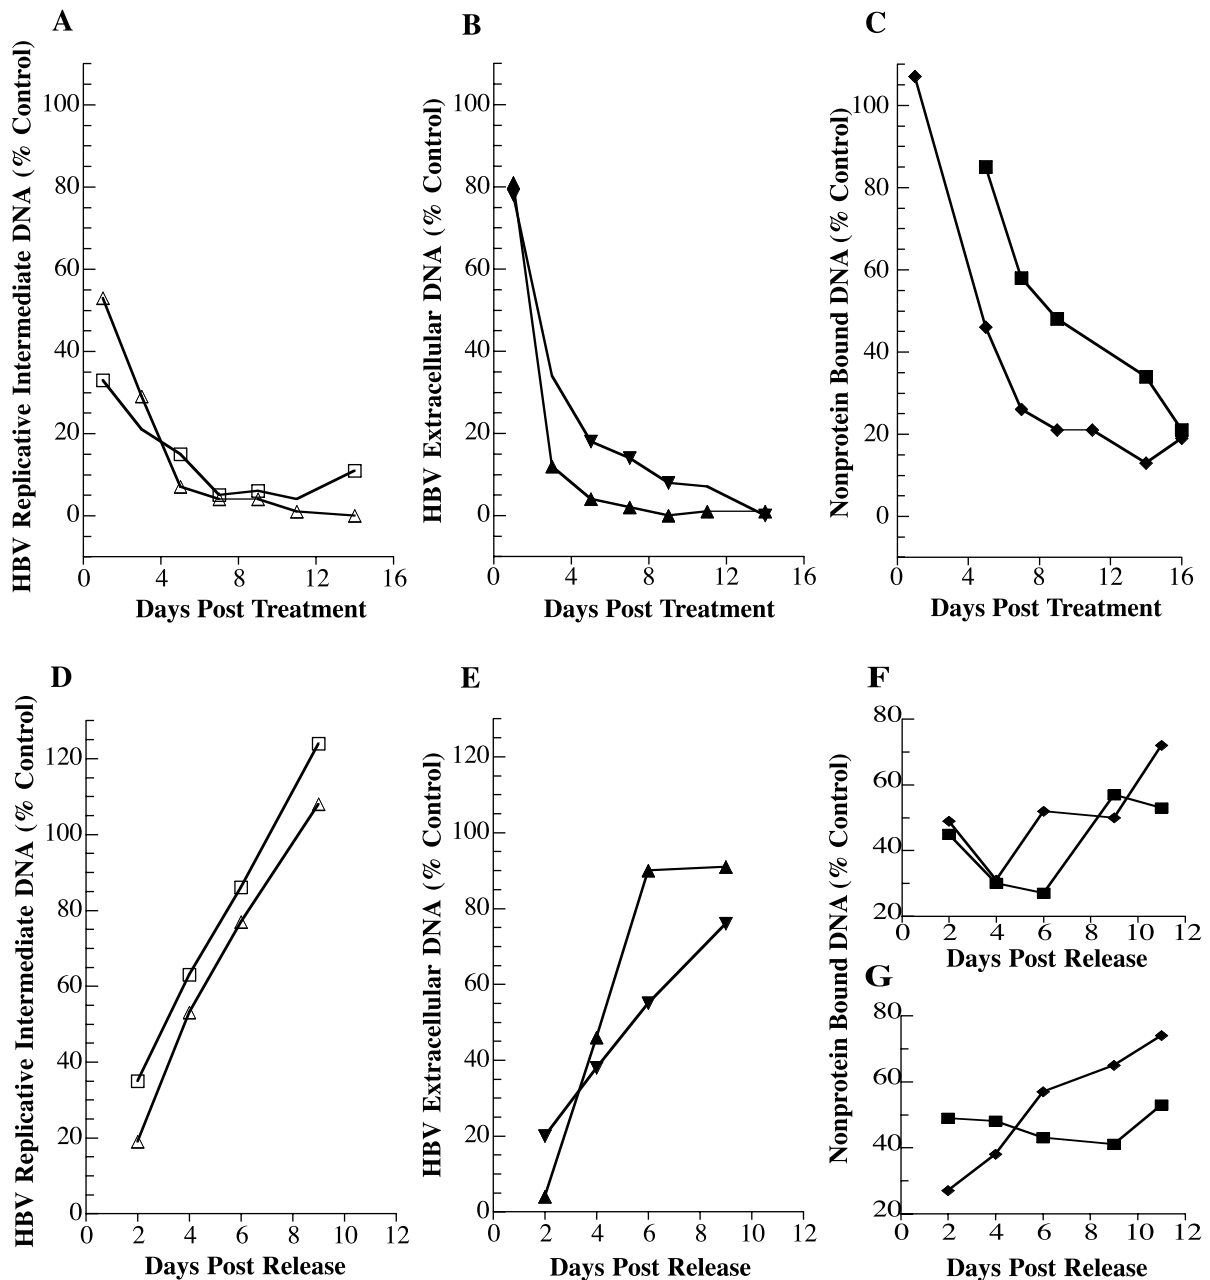 A
HBV Replicative Intermediate DNA (% Control)
100
80
60
40
20
0
0 4 8 12 16
Days Post Treatment
B
HBV Extracellular DNA (% Control)
100
80
60
40
20
0
0 4 8 12 16
Days Post Treatment
C
Nonprotein Bound DNA (% Control)
100
80
60
40
20
0
0 4 8 12 16
Days Post Treatment
D
HBV Replicative Intermediate DNA (% Control)
120
100
80
60
40
20
0
0 2 4 6 8 10 12
Days Post Release
E
HBV Extracellular DNA (% Control)
120
100
80
60
40
20
0
0 2 4 6 8 10 12
Days Post Release
F
Nonprotein Bound DNA (% Control)
80
60
40
20
0 2 4 6 8 10 12
Days Post Release
G
80
60
40
20
0 2 4 6 8 10 12
Days Post Release